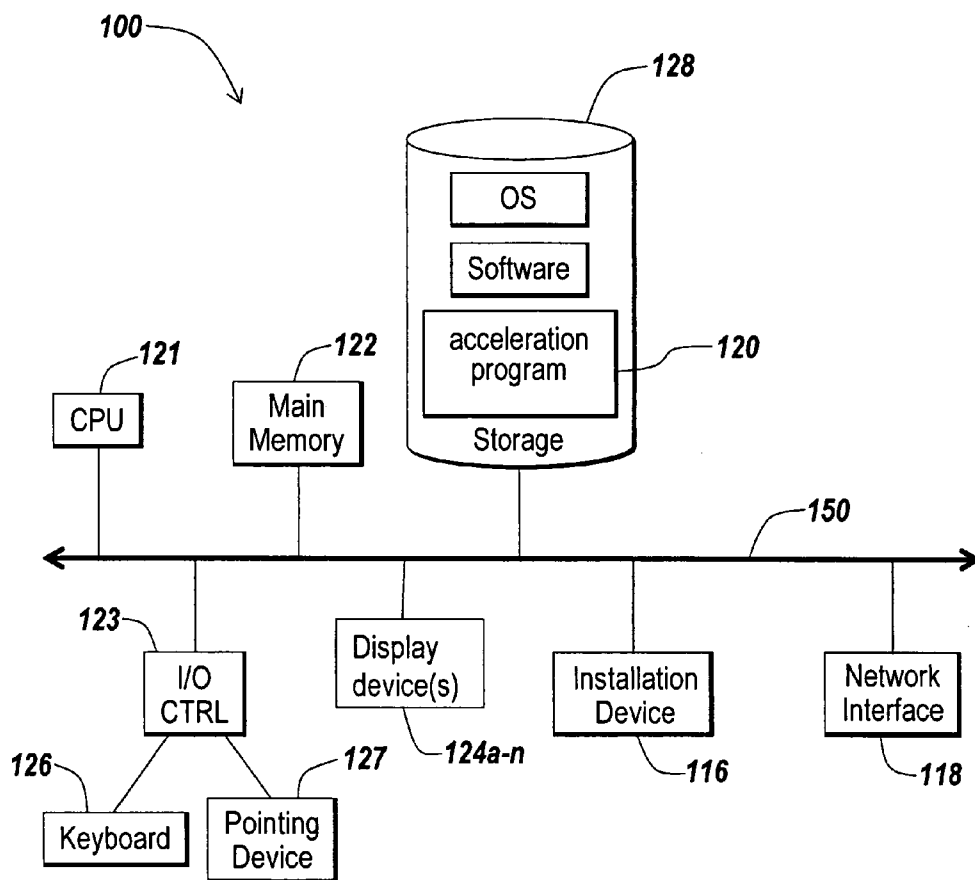 100
128
OS
Software
acceleration
program
120
Storage
121
CPU
122
Main
Memory
150
123
I/O
CTRL
Display
device(s)
124a-n
Installation
Device
116
Network
Interface
118
126
Keyboard
127
Pointing
Device